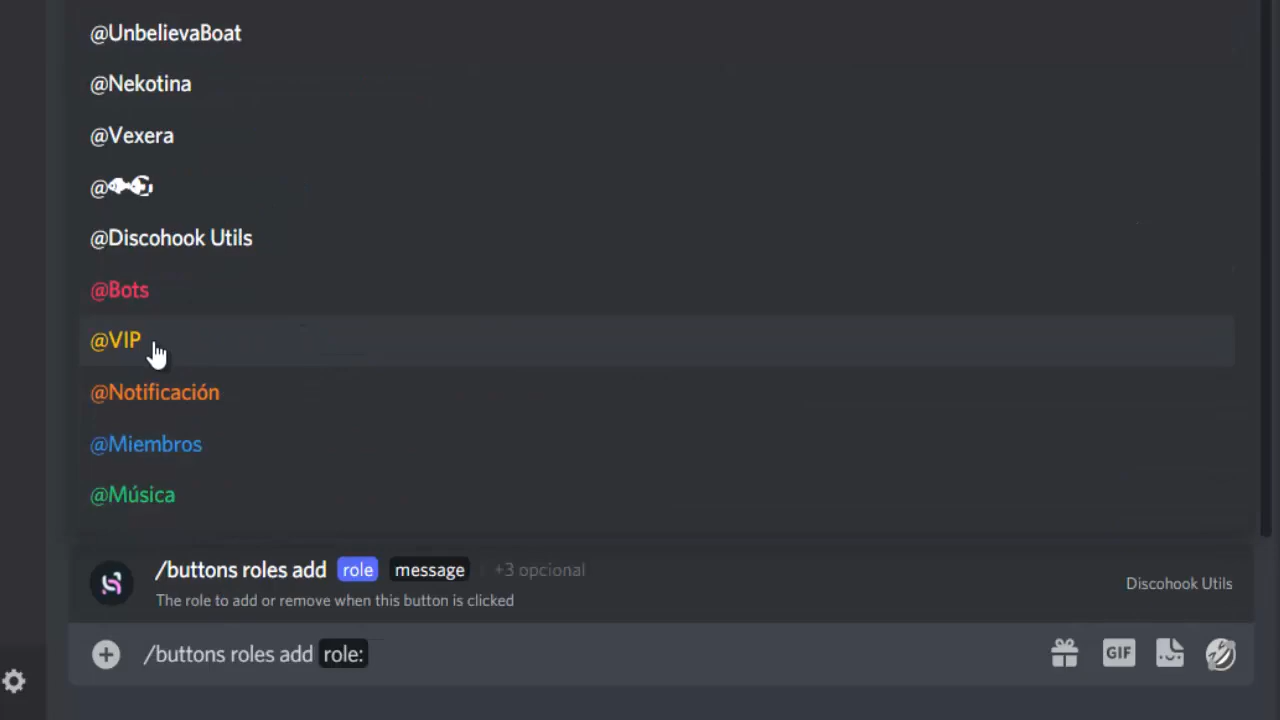 @UnbelievaBoat
@Nekotina
@Vexera
@
@Discohook Utils
@Bots
@VIP
@Notificación
@Miembros
@Música
/buttons roles add role message +3 opcional
The role to add or remove when this button is clicked
Discohook Utils
/buttons roles add role:
GIF